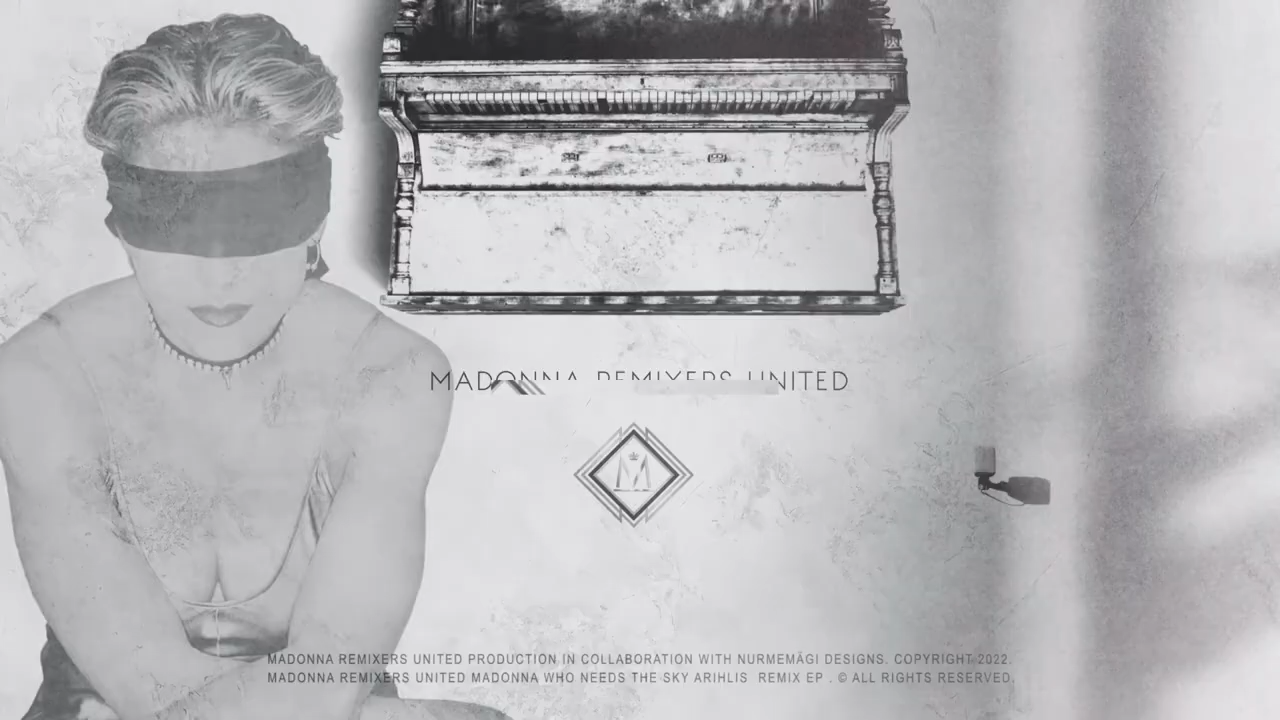 MADONNA REMIXERS UNITED
MADONNA REMIXERS UNITED PRODUCTION IN COLLABORATION WITH NURMEMÄGI DESIGNS. COPYRIGHT 2022.
MADONNA REMIXERS UNITED MADONNA WHO NEEDS THE SKY ARIHLIS REMIX EP . © ALL RIGHTS RESERVED.